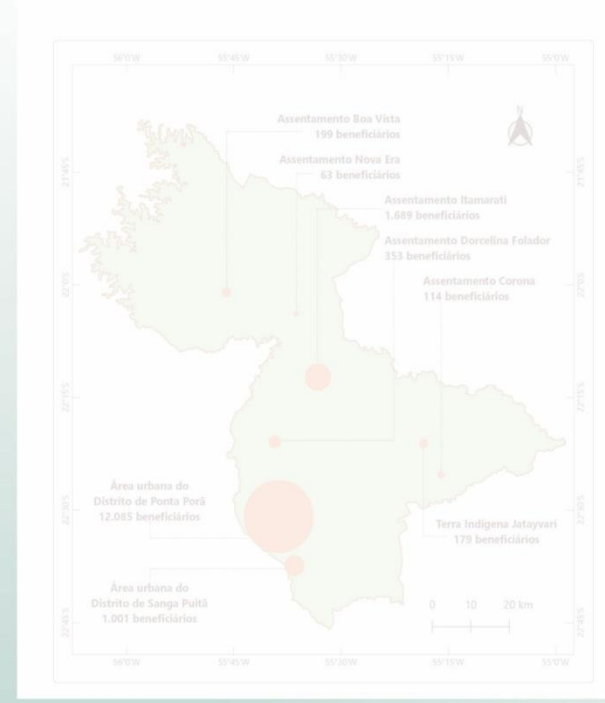 56°0'W 55°45'W 55°30'W 55°15'W 55°0'W
N
Assentamento Boa Vista
199 beneficiários
Assentamento Nova Era
63 beneficiários
21°45'S 21°45'S
Assentamento Itamarati
1.689 beneficiários
Assentamento Dorcelina Folador
353 beneficiários
Assentamento Corona
114 beneficiários
22°0'S 22°0'S
22°15'S 22°15'S
Área urbana do
Distrito de Ponta Porã
12.085 beneficiários
22°30'S 22°30'S
Terra Indígena Jatayvari
179 beneficiários
Área urbana do
Distrito de Sanga Puitã
1.001 beneficiários
0 10 20 km
22°45'S 22°45'S
56°0'W 55°45'W 55°30'W 55°15'W 55°0'W